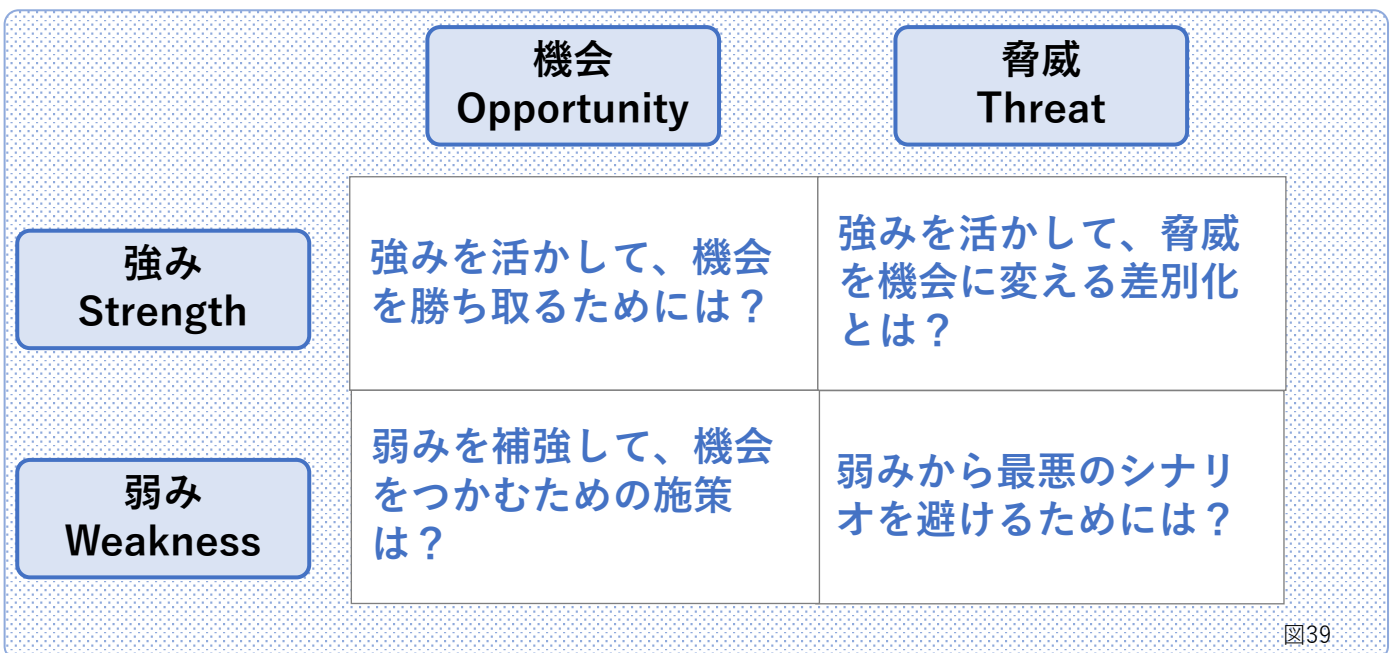 機会
Opportunity
脅威
Threat
強み
Strength
強みを活かして、機会
を勝ち取るためには？
強みを活かして、脅威
を機会に変える差別化
とは？
弱み
Weakness
弱みを補強して、機会
をつかむための施策
は？
弱みから最悪のシナリ
オを避けるためには？
図39